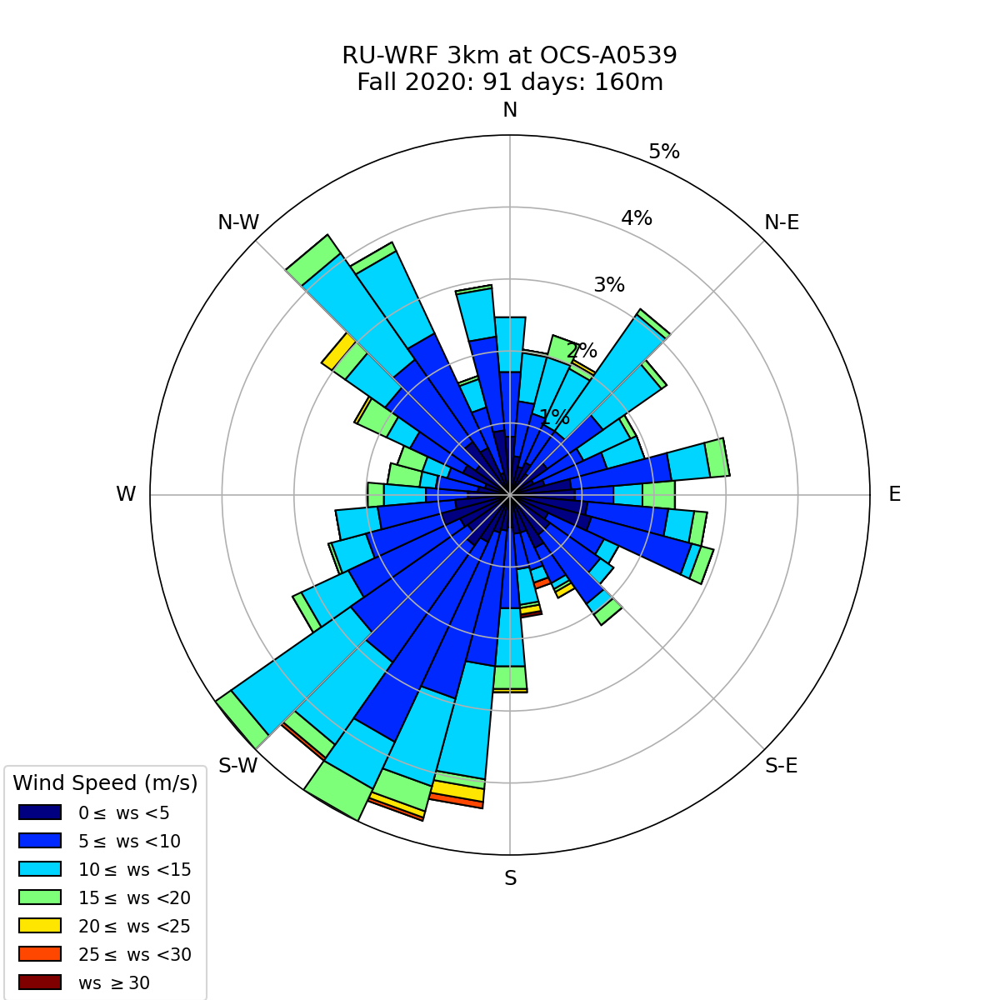 RU-WRF 3km at OCS-A0539
Fall 2020: 91 days: 160m
N
5%
4%
N-W
N-E
3%
2%
1%
W
E
S-W
S-E
S
Wind Speed (m/s)
0 ≤ ws <5
5 ≤ ws <10
10 ≤ ws <15
15 ≤ ws <20
20 ≤ ws <25
25 ≤ ws <30
ws ≥ 30